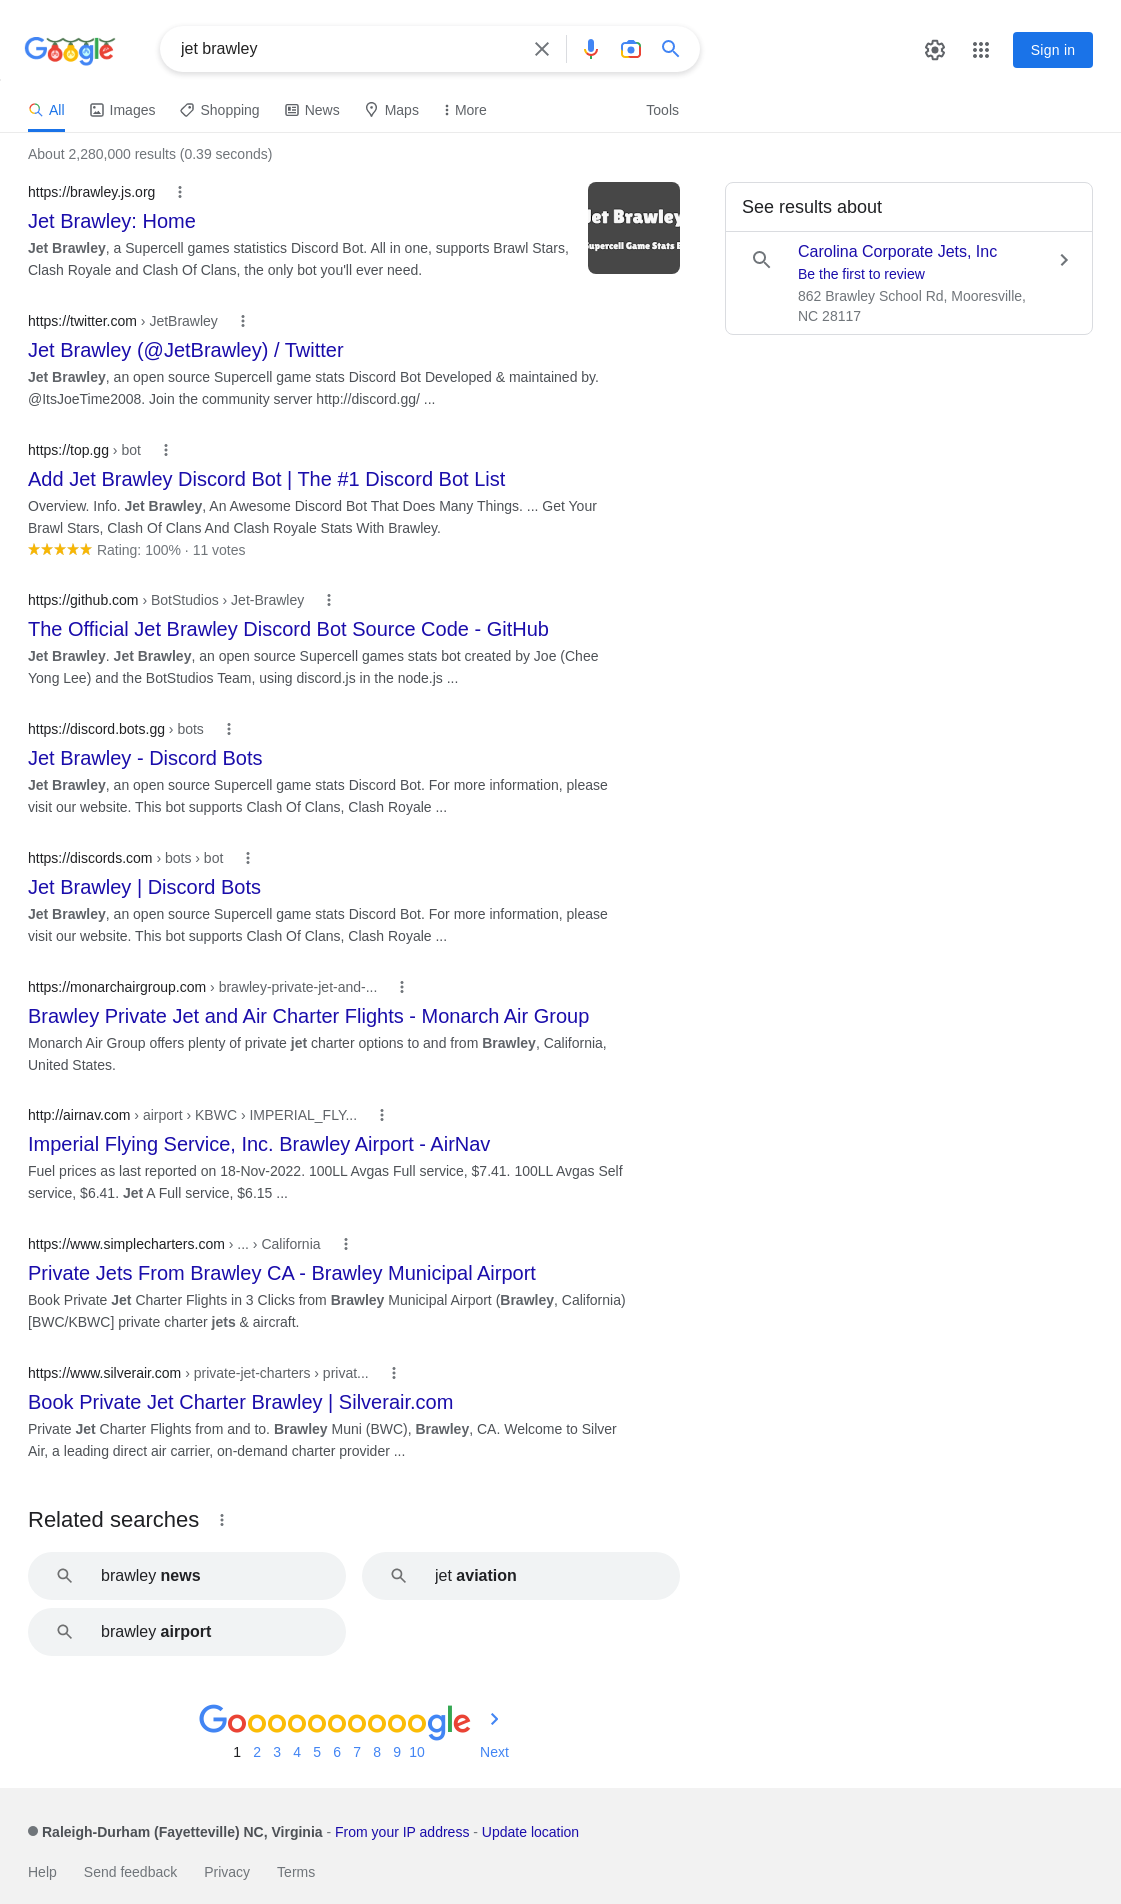 Google
jet brawley
Sign in
All
Images
Shopping
News
Maps
More
Tools
About 2,280,000 results (0.39 seconds)
https://brawley.js.org
Jet Brawley: Home
Jet Brawley, a Supercell games statistics Discord Bot. All in one, supports Brawl Stars,
Clash Royale and Clash Of Clans, the only bot you'll ever need.
Jet Brawley
Supercell Game Stats B
See results about
Carolina Corporate Jets, Inc
Be the first to review
862 Brawley School Rd, Mooresville,
NC 28117
https://twitter.com › JetBrawley
Jet Brawley (@JetBrawley) / Twitter
Jet Brawley, an open source Supercell game stats Discord Bot Developed & maintained by.
@ItsJoeTime2008. Join the community server http://discord.gg/ ...
https://top.gg › bot
Add Jet Brawley Discord Bot | The #1 Discord Bot List
Overview. Info. Jet Brawley, An Awesome Discord Bot That Does Many Things. ... Get Your
Brawl Stars, Clash Of Clans And Clash Royale Stats With Brawley.
Rating: 100% · 11 votes
https://github.com › BotStudios › Jet-Brawley
The Official Jet Brawley Discord Bot Source Code - GitHub
Jet Brawley. Jet Brawley, an open source Supercell games stats bot created by Joe (Chee
Yong Lee) and the BotStudios Team, using discord.js in the node.js ...
https://discord.bots.gg › bots
Jet Brawley - Discord Bots
Jet Brawley, an open source Supercell game stats Discord Bot. For more information, please
visit our website. This bot supports Clash Of Clans, Clash Royale ...
https://discords.com › bots › bot
Jet Brawley | Discord Bots
Jet Brawley, an open source Supercell game stats Discord Bot. For more information, please
visit our website. This bot supports Clash Of Clans, Clash Royale ...
https://monarchairgroup.com › brawley-private-jet-and-...
Brawley Private Jet and Air Charter Flights - Monarch Air Group
Monarch Air Group offers plenty of private jet charter options to and from Brawley, California,
United States.
http://airnav.com › airport › KBWC › IMPERIAL_FLY...
Imperial Flying Service, Inc. Brawley Airport - AirNav
Fuel prices as last reported on 18-Nov-2022. 100LL Avgas Full service, $7.41. 100LL Avgas Self
service, $6.41. Jet A Full service, $6.15 ...
https://www.simplecharters.com › ... › California
Private Jets From Brawley CA - Brawley Municipal Airport
Book Private Jet Charter Flights in 3 Clicks from Brawley Municipal Airport (Brawley, California)
[BWC/KBWC] private charter jets & aircraft.
https://www.silverair.com › private-jet-charters › privat...
Book Private Jet Charter Brawley | Silverair.com
Private Jet Charter Flights from and to. Brawley Muni (BWC), Brawley, CA. Welcome to Silver
Air, a leading direct air carrier, on-demand charter provider ...
Related searches
brawley news
jet aviation
brawley airport
Goooooooooogle
1 2 3 4 5 6 7 8 9 10 Next
Raleigh-Durham (Fayetteville) NC, Virginia - From your IP address - Update location
Help Send feedback Privacy Terms